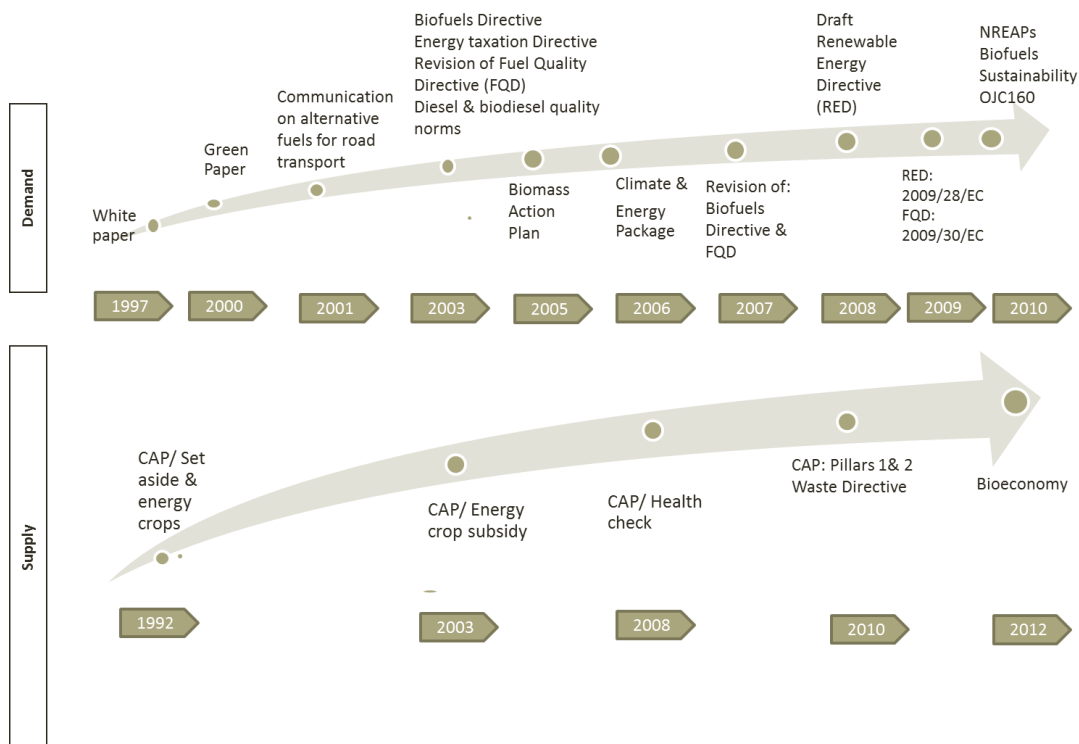 Demand
White
paper
Green
Paper
Communication
on alternative
fuels for road
transport
Biofuels Directive
Energy taxation Directive
Revision of Fuel Quality
Directive (FQD)
Diesel & biodiesel quality
norms
Biomass
Action
Plan
Climate &
Energy
Package
Revision of:
Biofuels
Directive &
FQD
Draft
Renewable
Energy
Directive
(RED)
RED:
2009/28/EC
FQD:
2009/30/EC
NREAPs
Biofuels
Sustainability
OJC160
1997
2000
2001
2003
2005
2006
2007
2008
2009
2010
Supply
CAP/ Set
aside &
energy
crops
CAP/ Energy
crop subsidy
CAP/ Health
check
CAP: Pillars 1& 2
Waste Directive
Bioeconomy
1992
2003
2008
2010
2012